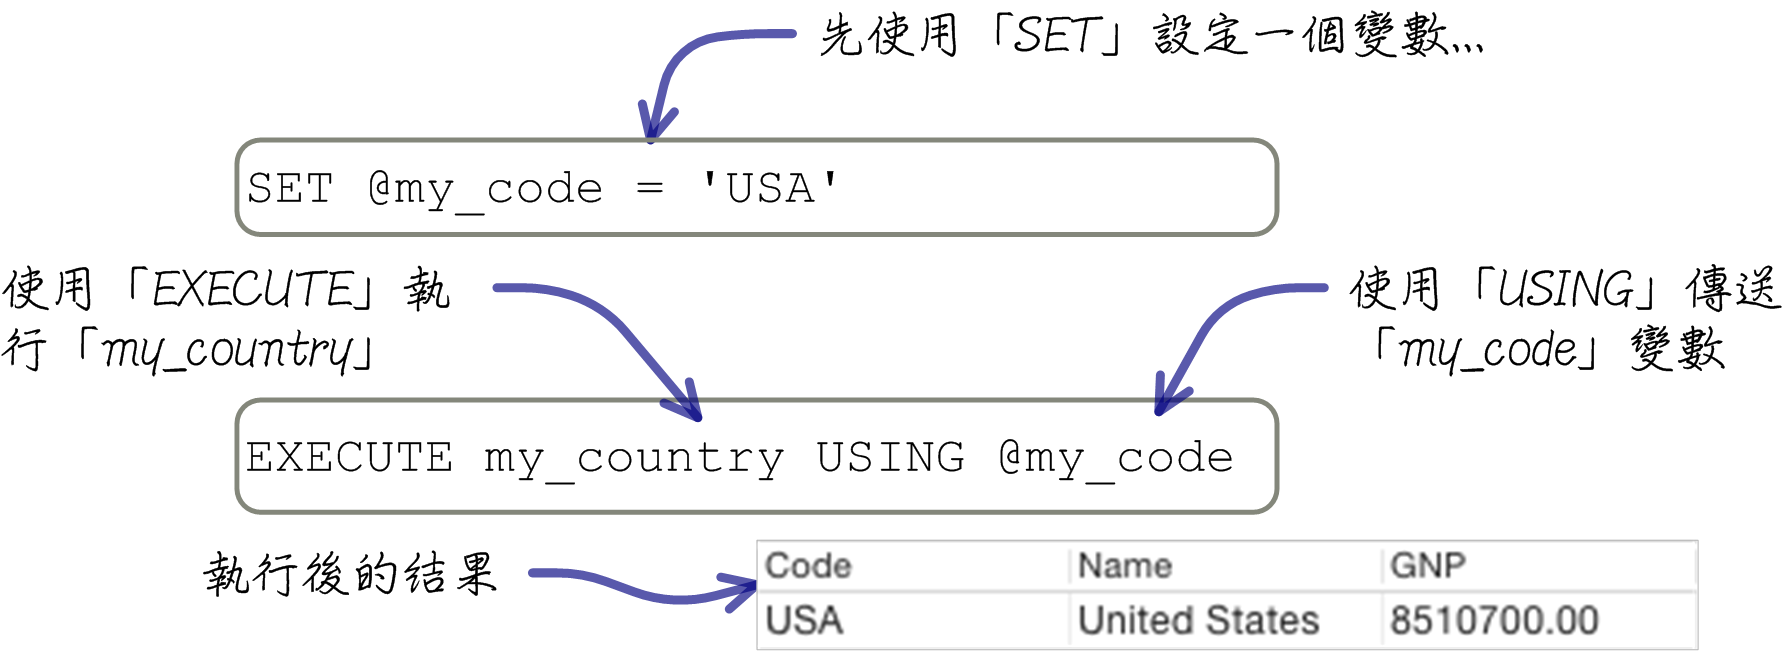 先使用「SET」設定一個變數...
SET @my_code = 'USA'
使用「EXECUTE」執
行「my_country」
使用「USING」傳送
「my_code」變數
EXECUTE my_country USING @my_code
執行後的结果
Code Name GNP
USA United States 8510700.00